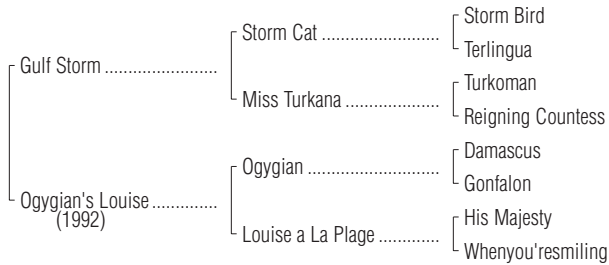 Storm Bird
Storm Cat ......................
Terlingua
Gulf Storm .....................
Turkoman
Miss Turkana ..................
Reigning Countess
Damascus
Ogygian .........................
Gonfalon
Ogygian's Louise ............
(1992)
His Majesty
Louise a La Plage ............
Whenyou'resmiling